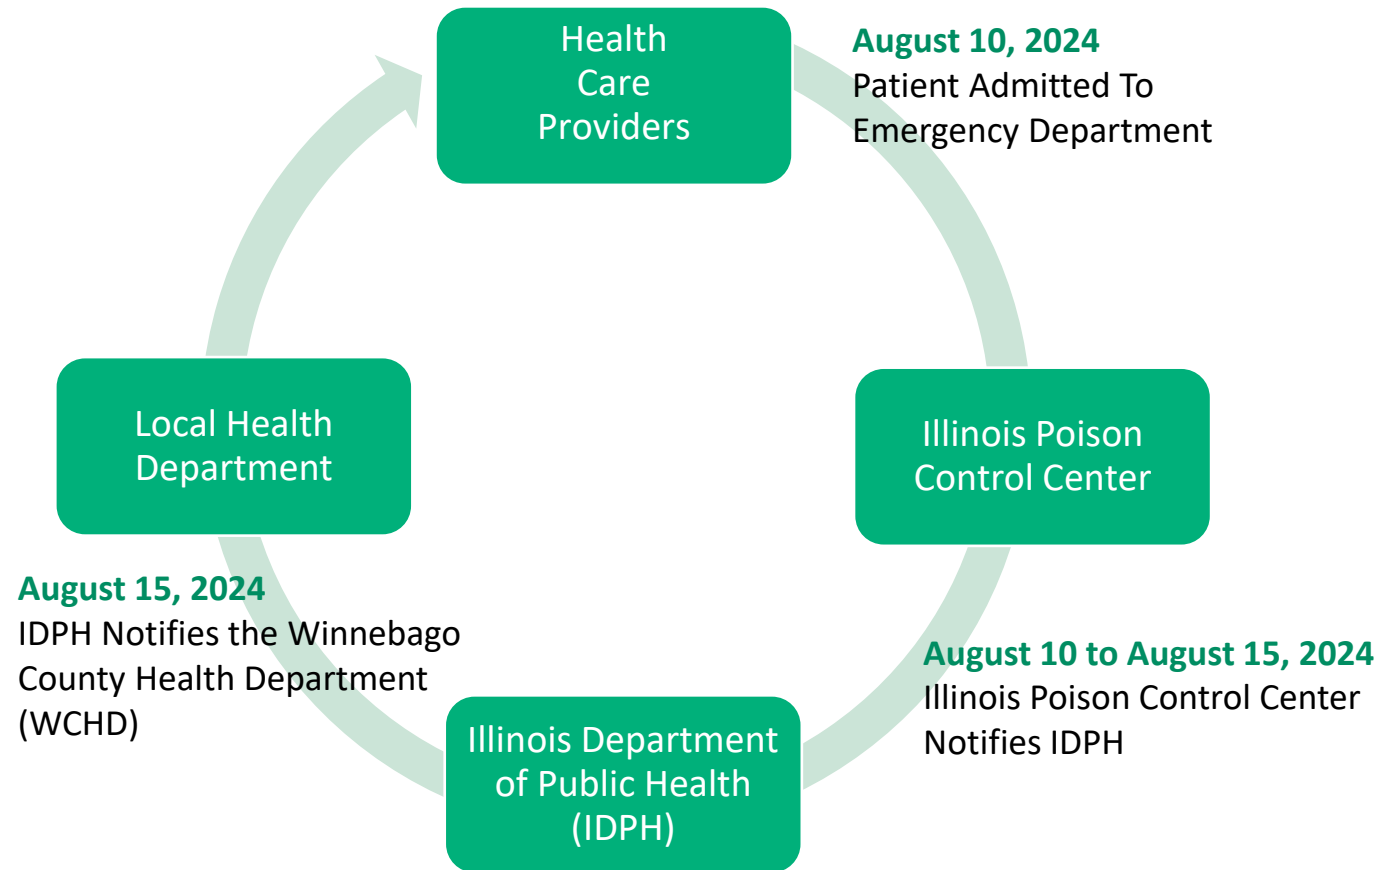 Health
Care
Providers
August 10, 2024
Patient Admitted To
Emergency Department
Illinois Poison
Control Center
August 10 to August 15, 2024
Illinois Poison Control Center
Notifies IDPH
Illinois Department
of Public Health
(IDPH)
August 15, 2024
IDPH Notifies the Winnebago
County Health Department
(WCHD)
Local Health
Department